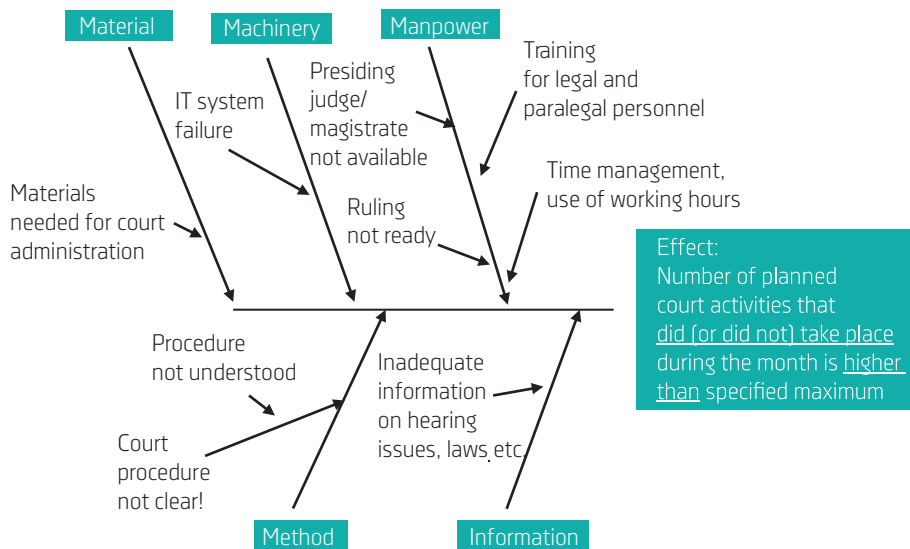 Material
Machinery
Manpower
Training
for legal and
paralegal personnel
Presiding
judge/
magistrate
not available
IT system
failure
Time management,
use of working hours
Materials
needed for court
administration
Ruling
not ready
Effect:
Number of planned
court activities that
did (or did not) take place
during the month is higher
than specified maximum
Procedure
not understood
Inadequate
information
on hearing
issues, laws etc.
Court
procedure
not clear!
Method
Information